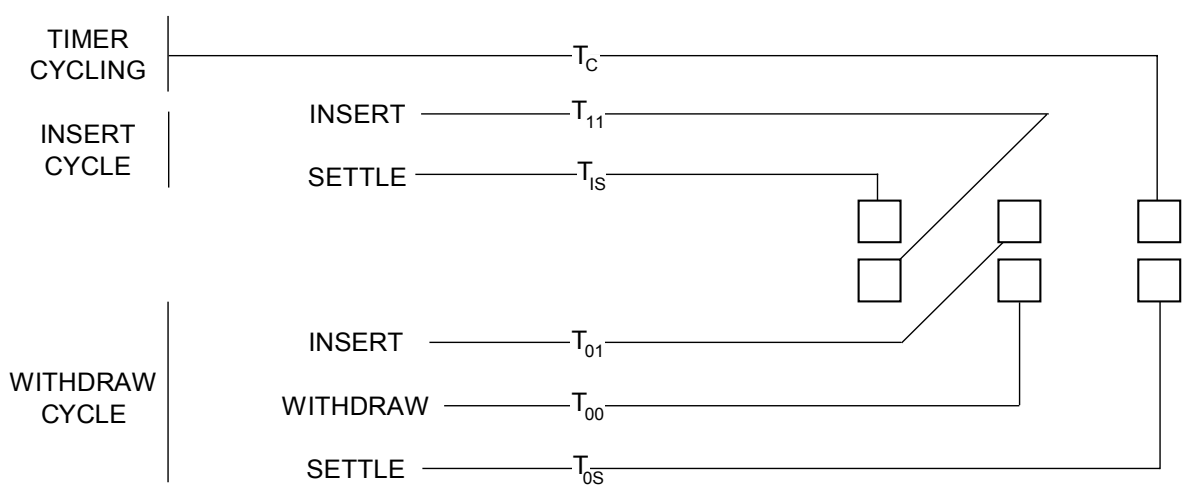 TIMER
CYCLING
T_C
INSERT
CYCLE
INSERT
T_11
SETTLE
T_IS
WITHDRAW
CYCLE
INSERT
T_01
WITHDRAW
T_00
SETTLE
T_0S